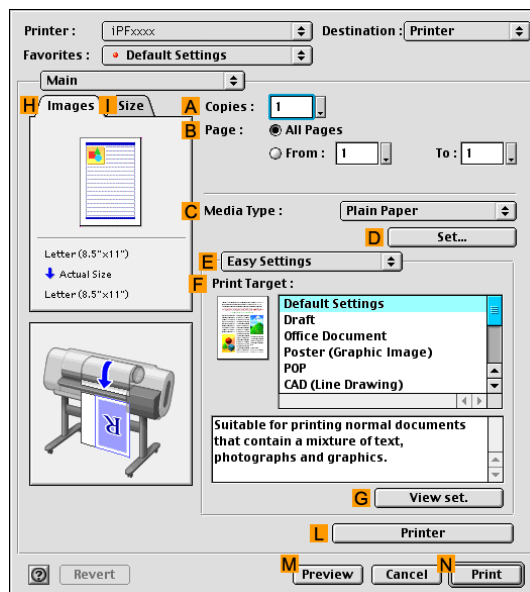 Printer : iPFxxxx Destination : Printer
Favorites : Default Settings
Main
H Images I Size
A Copies : 1
B Page : All Pages
From : 1 To : 1
C Media Type : Plain Paper
D Set...
Letter (8.5"x11")
Actual Size
Letter (8.5"x11")
E Easy Settings
F Print Target :
Default Settings
Draft
Office Document
Poster (Graphic Image)
POP
CAD (Line Drawing)
R
Suitable for printing normal documents
that contain a mixture of text,
photographs and graphics.
G View set.
L Printer
? Revert M Preview Cancel N Print